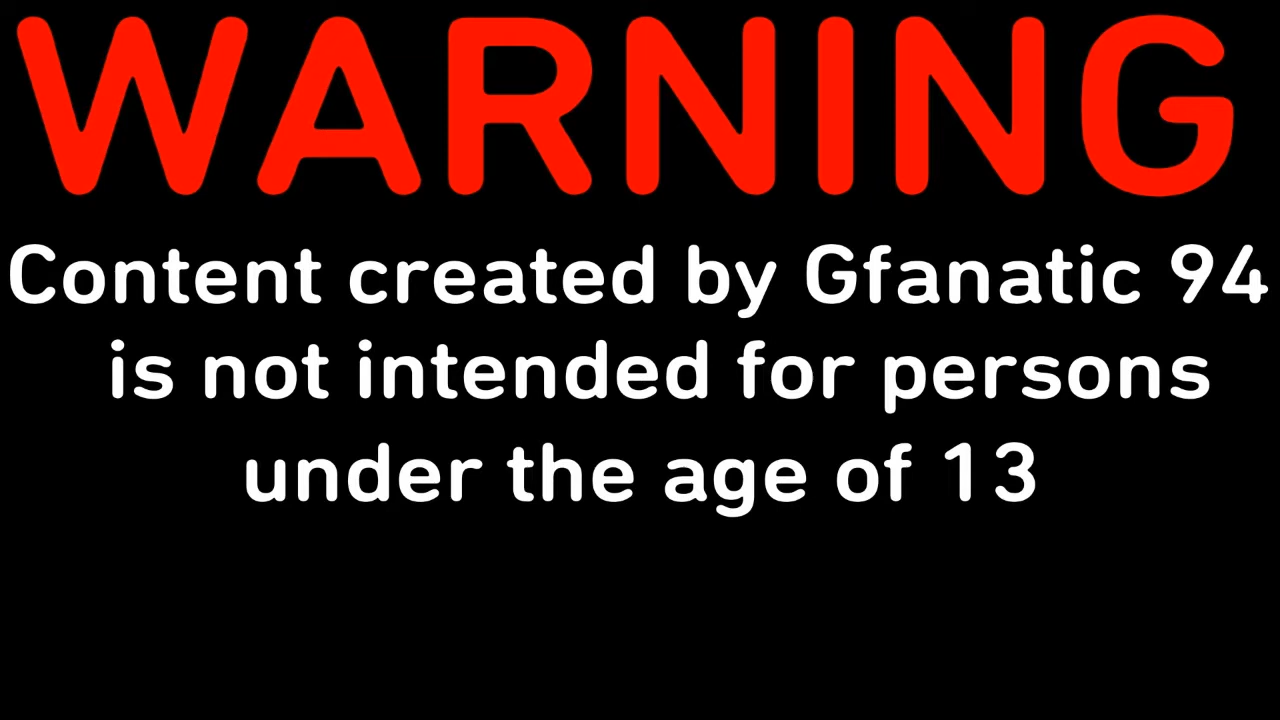 WARNING
Content created by Gfanatic 94
is not intended for persons
under the age of 13